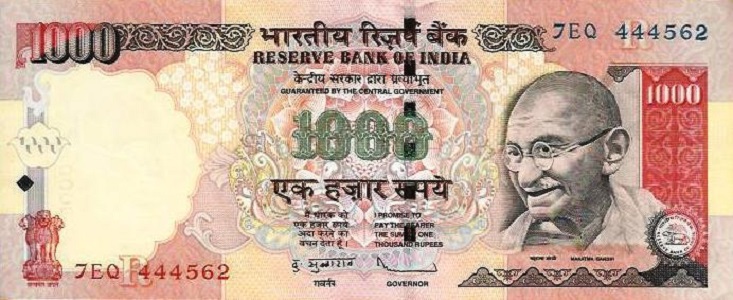 1000
भारतीय रिज़र्व बैंक
7EQ 444562
R
RESERVE BANK OF INDIA
केन्द्रीय सरकार द्वारा प्रत्याभूत
GUARANTEED BY THE CENTRAL GOVERNMENT
1000
1000
एक हज़ार रुपये
मैं धारक को
एक हज़ार रुपये
अदा करने का
वचन देता हूँ।
I PROMISE TO
PAY THE BEARER
THE SUM OF ONE
THOUSAND RUPEES
R
7EQ 444562
गवर्नर
GOVERNOR
महात्मा गांधी
MAHATMA GANDHI
सत्यमेव जयते